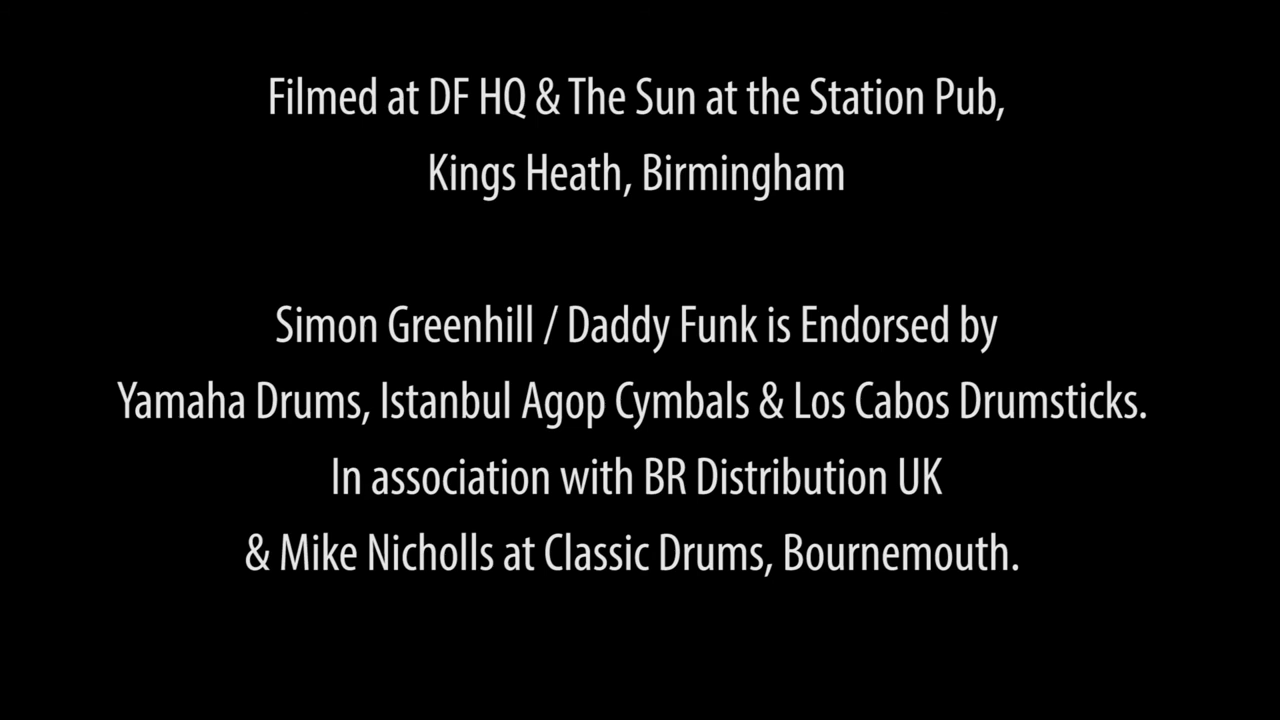 Filmed at DF HQ & The Sun at the Station Pub,
Kings Heath, Birmingham
Simon Greenhill / Daddy Funk is Endorsed by
Yamaha Drums, Istanbul Agop Cymbals & Los Cabos Drumsticks.
In association with BR Distribution UK
& Mike Nicholls at Classic Drums, Bournemouth.